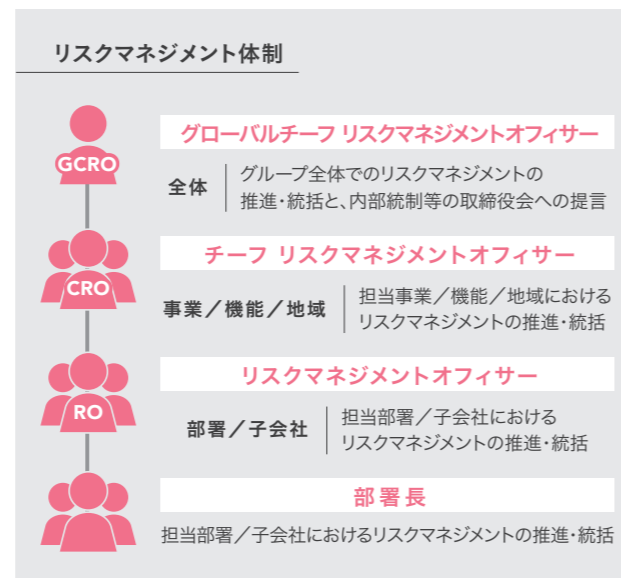 リスクマネジメント体制
GCRO
グローバルチーフ リスクマネジメントオフィサー
全体
グループ全体でのリスクマネジメントの
推進・統括と、内部統制等の取締役会への提言
CRO
チーフ リスクマネジメントオフィサー
事業／機能／地域
担当事業／機能／地域における
リスクマネジメントの推進・統括
RO
リスクマネジメントオフィサー
部署／子会社
担当部署／子会社における
リスクマネジメントの推進・統括
部署長
担当部署／子会社におけるリスクマネジメントの推進・統括